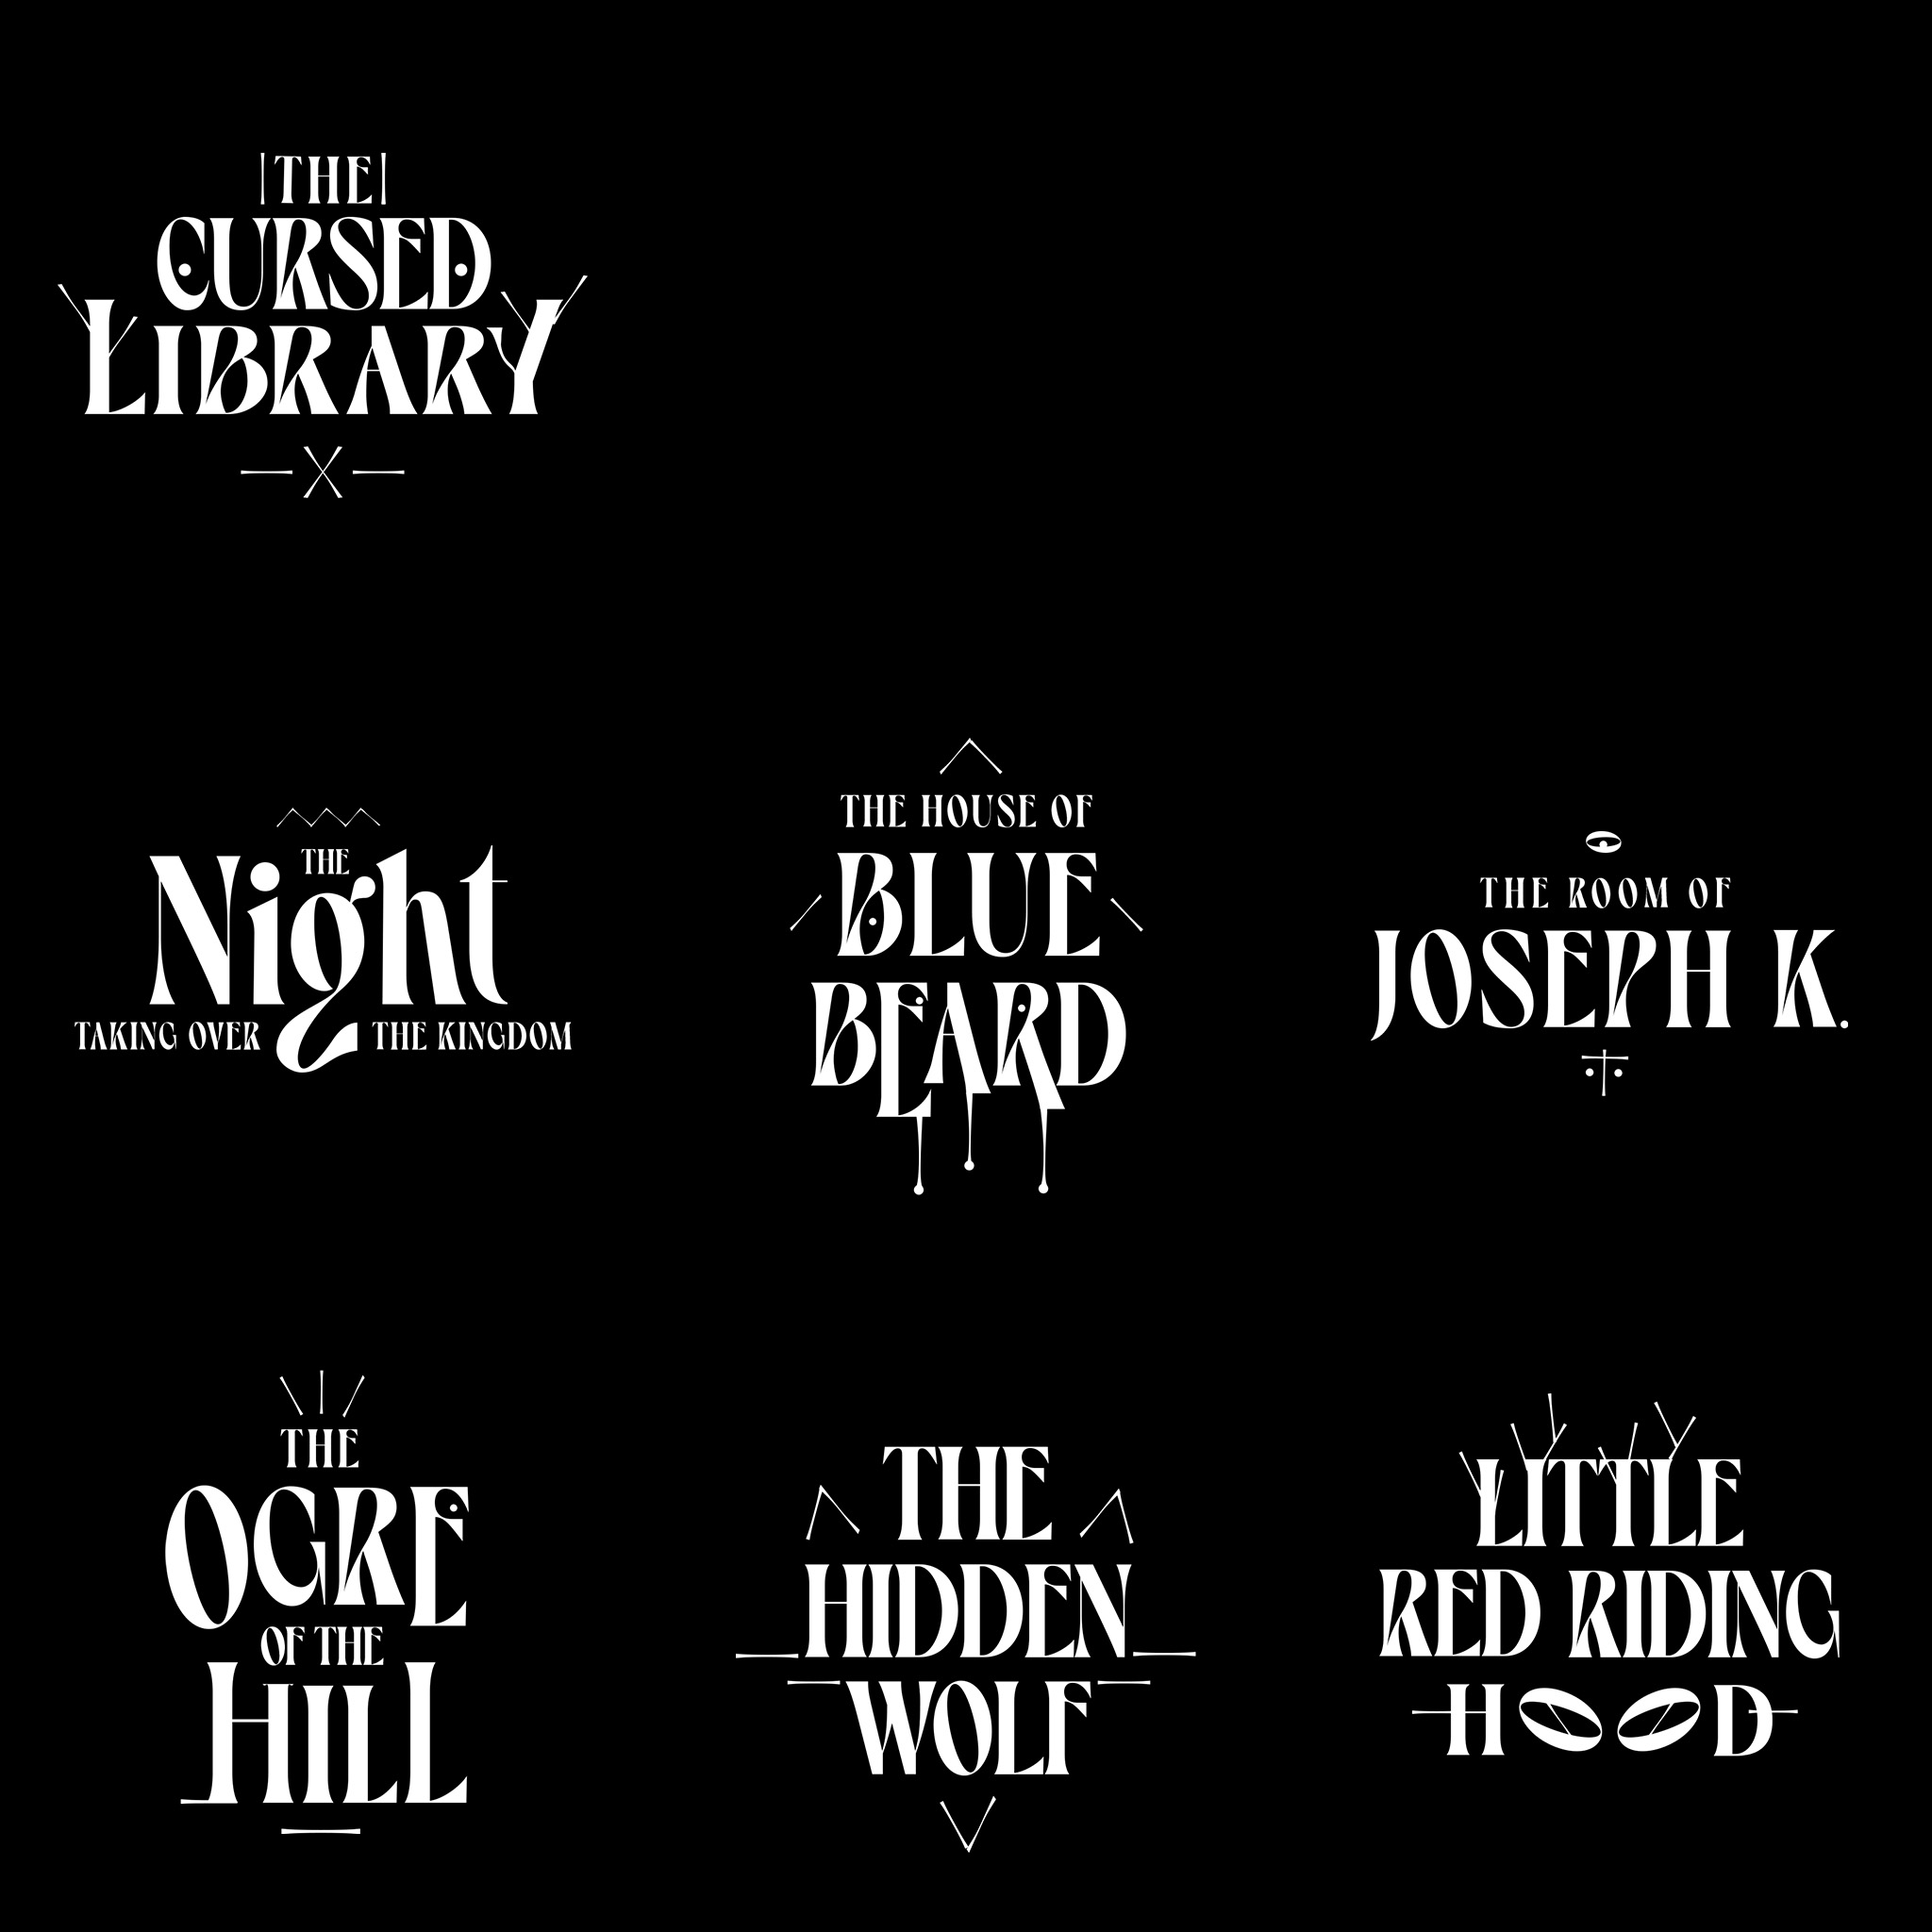 THE
CURSED
LIBRARY
THE
Night
TAKING OVER THE KINGDOM
THE HOUSE OF
BLUE
BEARD
THE ROOM OF
JOSEPH K.
THE
OGRE
OF THE
HILL
THE
HIDDEN
WOLF
LITTLE
RED RIDING
HOOD